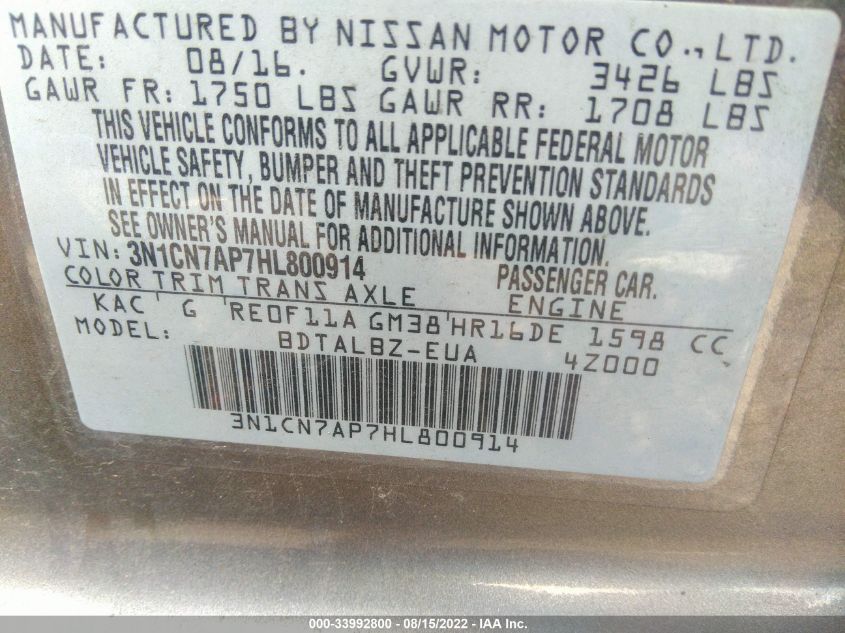 MANUFACTURED BY NISSAN MOTOR CO., LTD.
DATE: 08/16. GVWR: 3426 LBS
GAWR FR: 1750 LBS GAWR RR: 1708 LBS
THIS VEHICLE CONFORMS TO ALL APPLICABLE FEDERAL MOTOR
VEHICLE SAFETY, BUMPER AND THEFT PREVENTION STANDARDS
IN EFFECT ON THE DATE OF MANUFACTURE SHOWN ABOVE.
SEE OWNER'S MANUAL FOR ADDITIONAL INFORMATION.
VIN: 3N1CN7AP7HL800914 PASSENGER CAR.
COLOR TRIM TRANS AXLE ENGINE
KAC G RE0F11A GM38 HR16DE 1598 CC
MODEL: BDTALBZ-EUA 4Z000
3N1CN7AP7HL800914
000-33992800 - 08/15/2022 - IAA Inc.